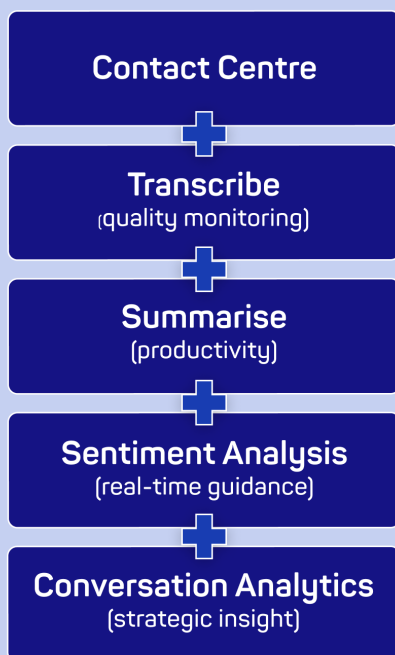 Contact Centre
Transcribe
(quality monitoring)
Summarise
(productivity)
Sentiment Analysis
(real-time guidance)
Conversation Analytics
(strategic insight)